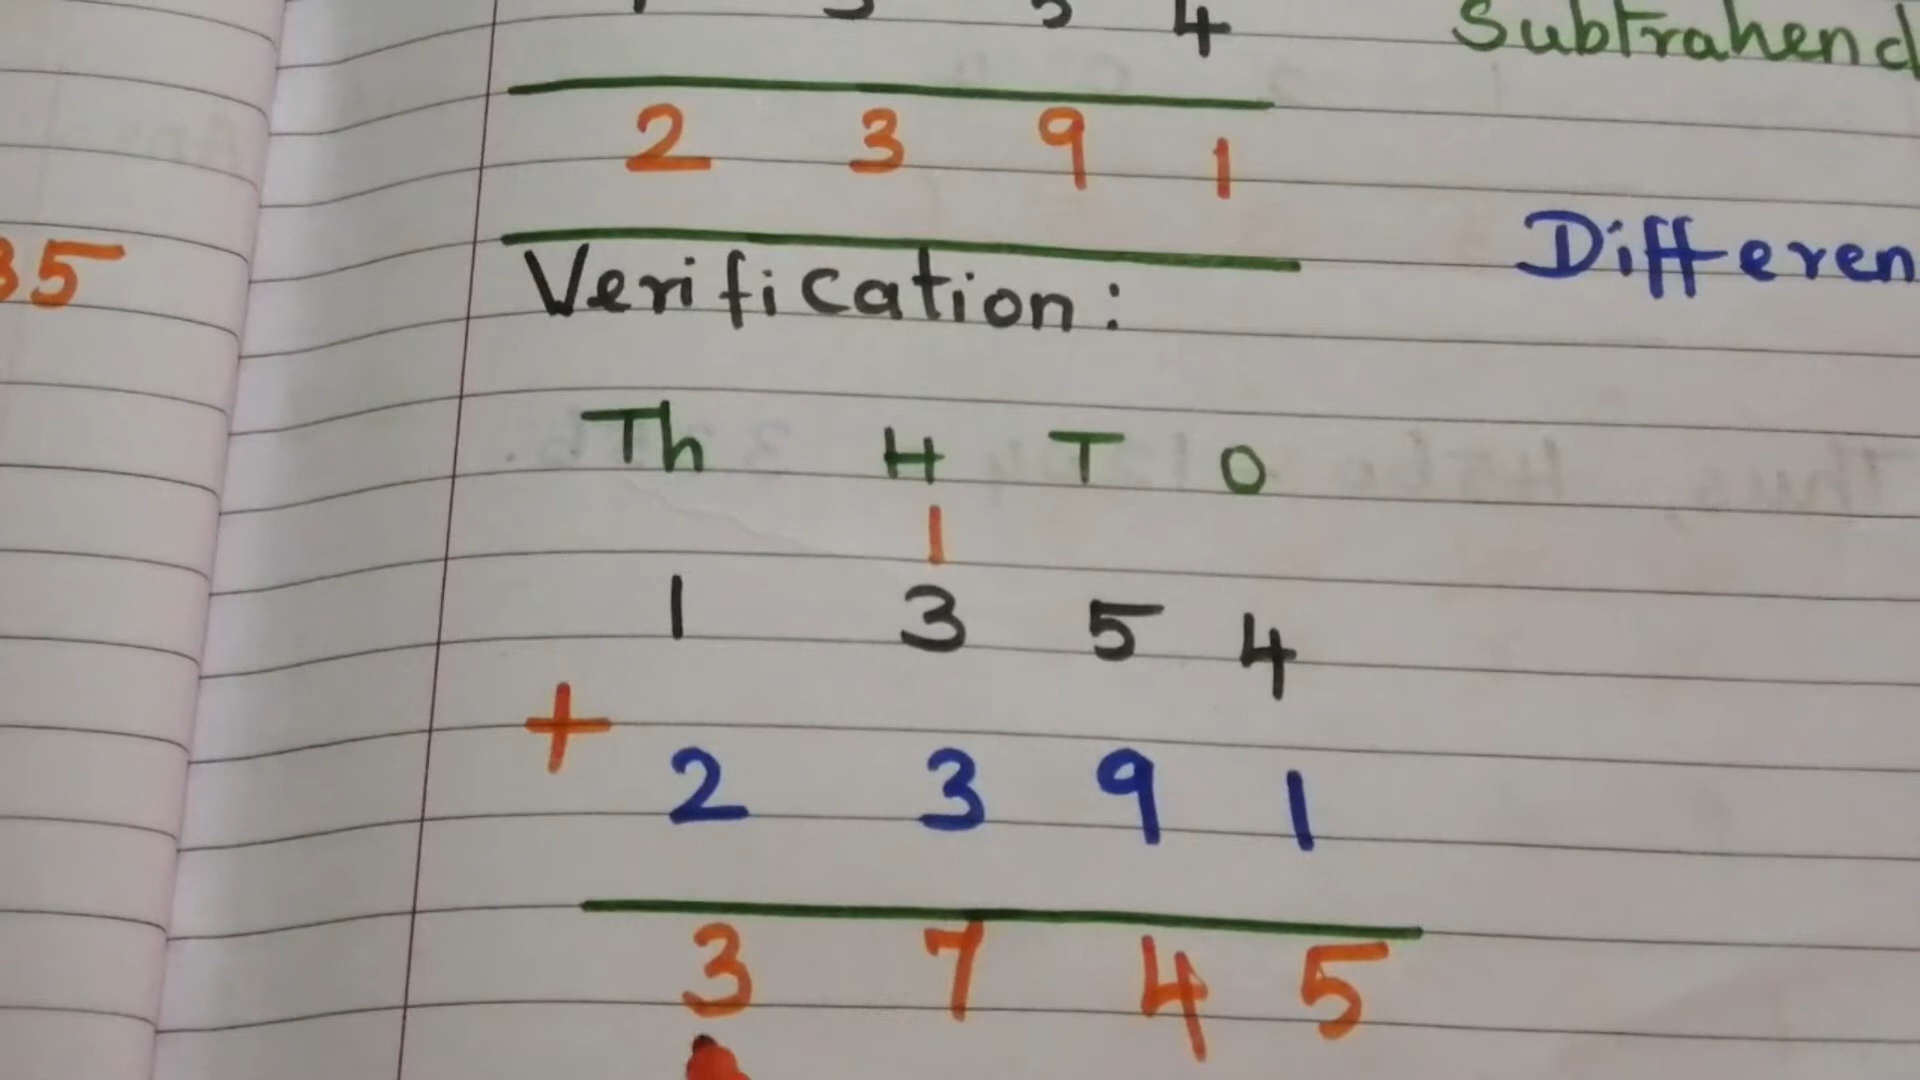 4 Subtrahend
2 3 9 1
Differen
35
Verification:
Th H T O
1
1 3 5 4
+
2 3 9 1
3 7 4 5